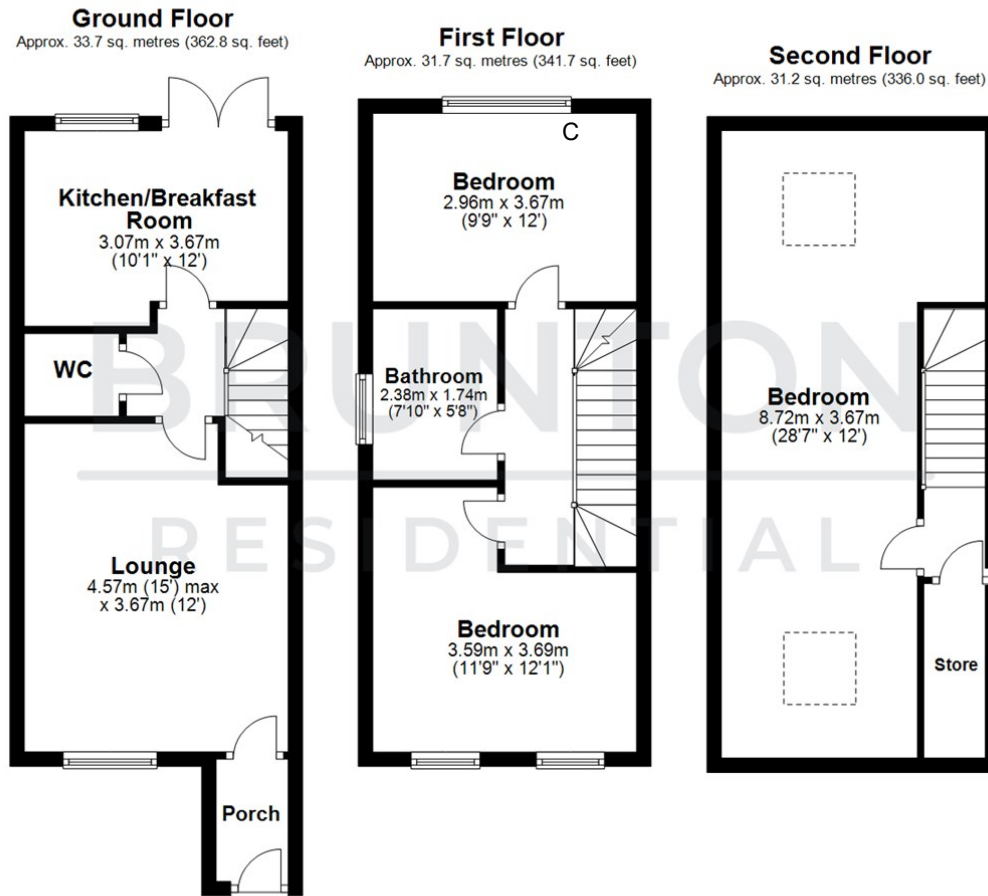 Ground Floor
Approx. 33.7 sq. metres (362.8 sq. feet)
Kitchen/Breakfast
Room
3.07m x 3.67m
(10'1" x 12')
WC
Lounge
4.57m (15') max
x 3.67m (12')
Porch
First Floor
Approx. 31.7 sq. metres (341.7 sq. feet)
C
Bedroom
2.96m x 3.67m
(9'9" x 12')
Bathroom
2.38m x 1.74m
(7'10" x 5'8")
Bedroom
3.59m x 3.69m
(11'9" x 12'1")
Second Floor
Approx. 31.2 sq. metres (336.0 sq. feet)
Bedroom
8.72m x 3.67m
(28'7" x 12')
Store
BRUNTON
RESIDENTIAL